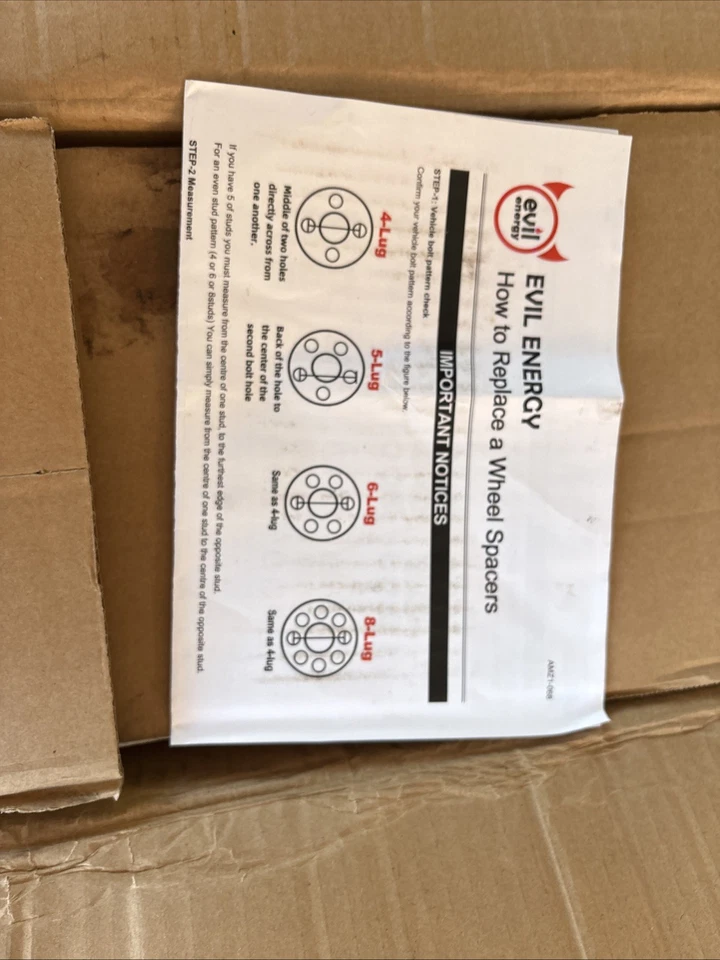 AMZ1-068
evil
energy
EVIL ENERGY
How to Replace a Wheel Spacers
IMPORTANT NOTICES
STEP-1: Vehicle bolt pattern check
Confirm your vehicle bolt pattern according to the figure below.
4-Lug
5-Lug
6-Lug
8-Lug
Middle of two holes
directly across from
one another.
Back of the hole to
the center of the
second bolt hole
Same as 4-lug
Same as 4-lug
If you have 5 of studs you must measure from the centre of one stud, to the furthest edge of the opposite stud.
For an even stud pattern (4 or 6 or 8studs) You can simply measure from the centre of one stud to the centre of the opposite stud.
STEP-2 Measurement